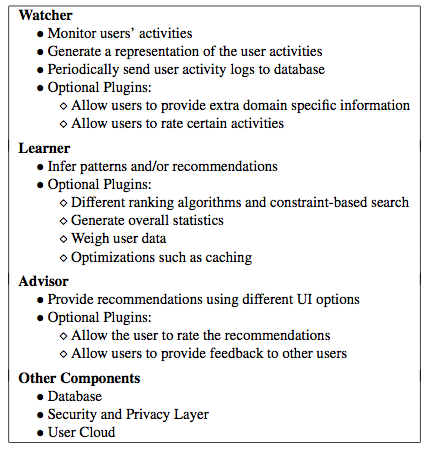 Watcher
● Monitor users' activities
● Generate a representation of the user activities
● Periodically send user activity logs to database
● Optional Plugins:
⋄ Allow users to provide extra domain specific information
⋄ Allow users to rate certain activities
Learner
● Infer patterns and/or recommendations
● Optional Plugins:
⋄ Different ranking algorithms and constraint-based search
⋄ Generate overall statistics
⋄ Weigh user data
⋄ Optimizations such as caching
Advisor
● Provide recommendations using different UI options
● Optional Plugins:
⋄ Allow the user to rate the recommendations
⋄ Allow users to provide feedback to other users
Other Components
● Database
● Security and Privacy Layer
● User Cloud